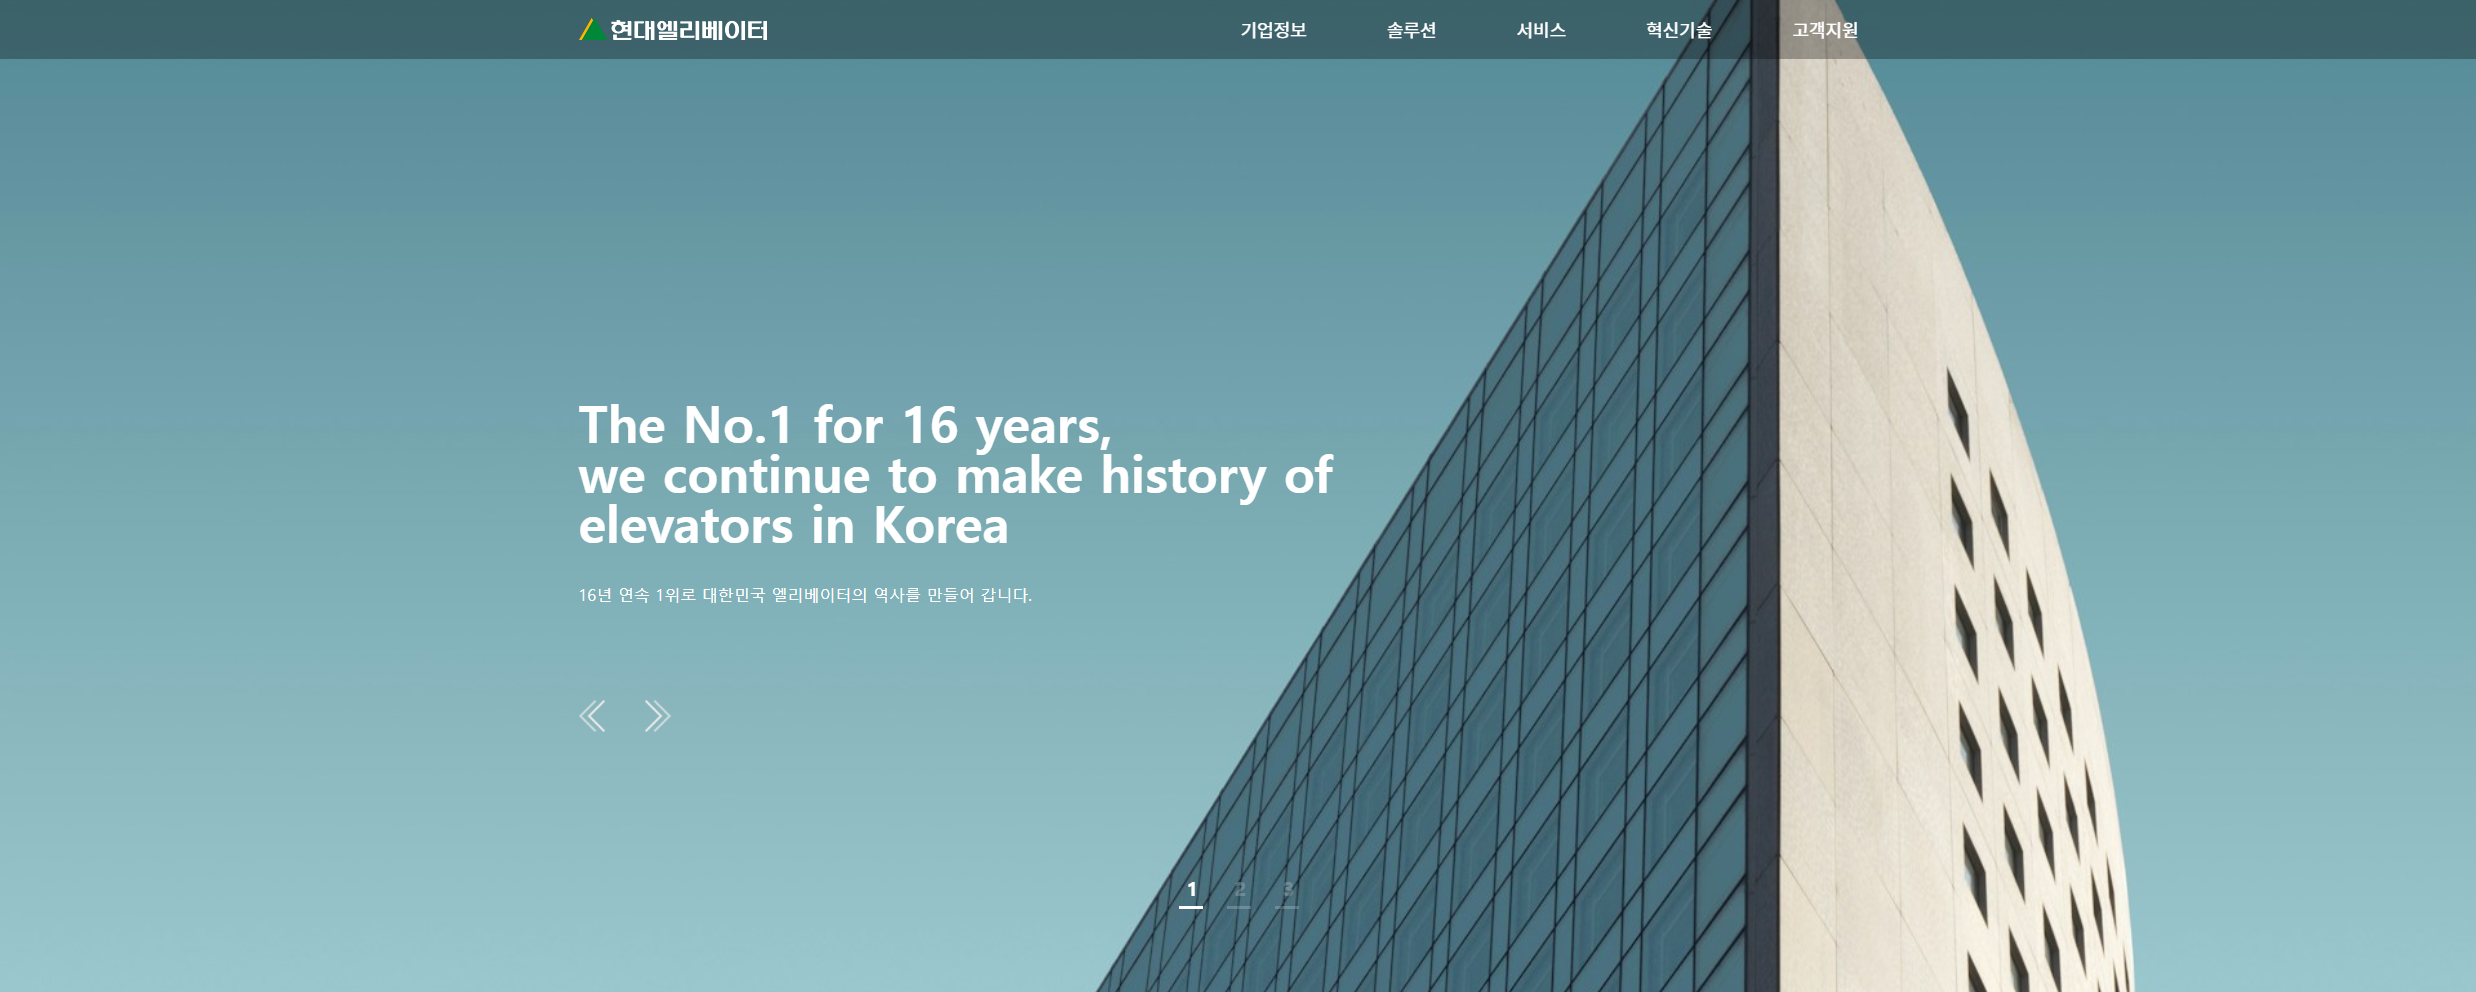 현대엘리베이터
기업정보 솔루션 서비스 혁신기술 고객지원
The No.1 for 16 years,
we continue to make history of
elevators in Korea
16년 연속 1위로 대한민국 엘리베이터의 역사를 만들어 갑니다.
1 2 3